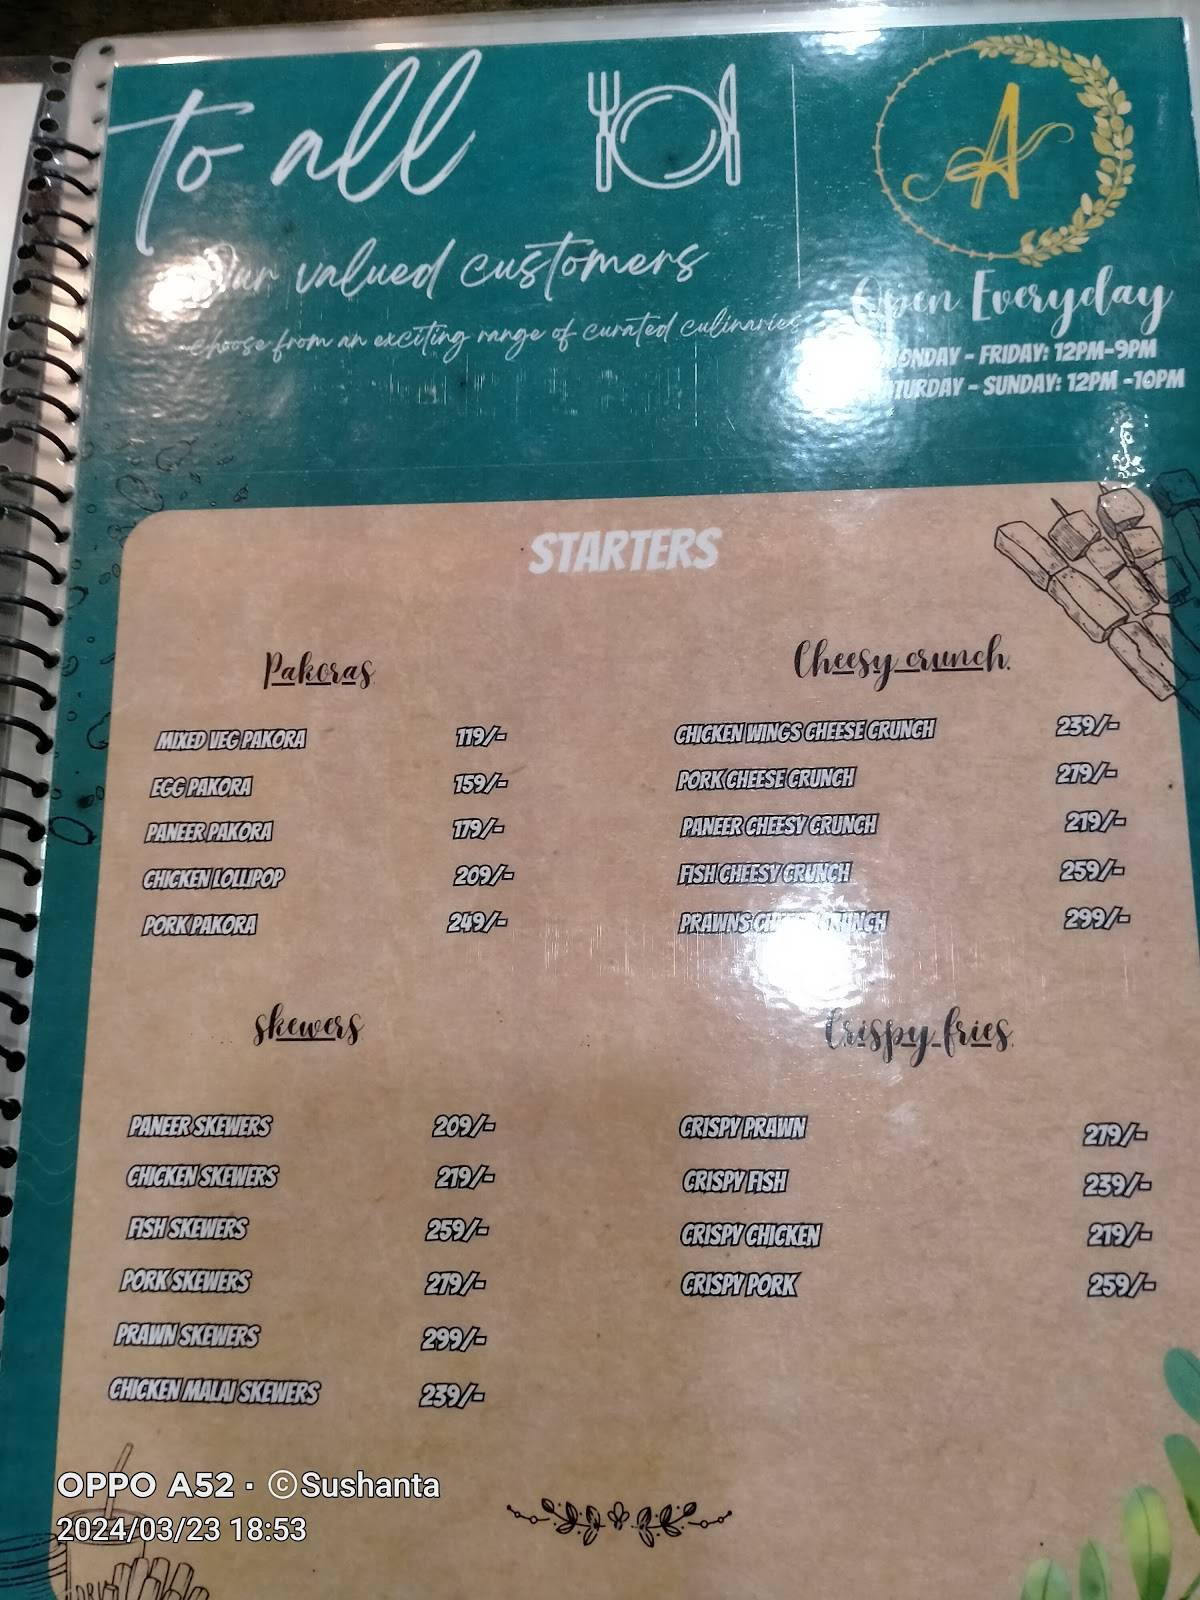 to all
Our valued customers
choose from an exciting range of curated culinaries
A
Open Everyday
MONDAY - FRIDAY: 12PM-9PM
SATURDAY - SUNDAY: 12PM -10PM
STARTERS
Pakoras
MIXED VEG PAKORA 119/-
EGG PAKORA 159/-
PANEER PAKORA 179/-
CHICKEN LOLLIPOP 209/-
PORK PAKORA 249/-
Cheesy crunch.
CHICKEN WINGS CHEESE CRUNCH 239/-
PORK CHEESE CRUNCH 279/-
PANEER CHEESY CRUNCH 219/-
FISH CHEESY CRUNCH 259/-
PRAWNS CRUNCH 299/-
skewers
PANEER SKEWERS 209/-
CHICKEN SKEWERS 219/-
FISH SKEWERS 259/-
PORK SKEWERS 279/-
PRAWN SKEWERS 299/-
CHICKEN MALAI SKEWERS 239/-
Crispy fries.
CRISPY PRAWN 279/-
CRISPY FISH 239/-
CRISPY CHICKEN 219/-
CRISPY PORK 259/-
OPPO A52 · ©Sushanta
2024/03/23 18:53